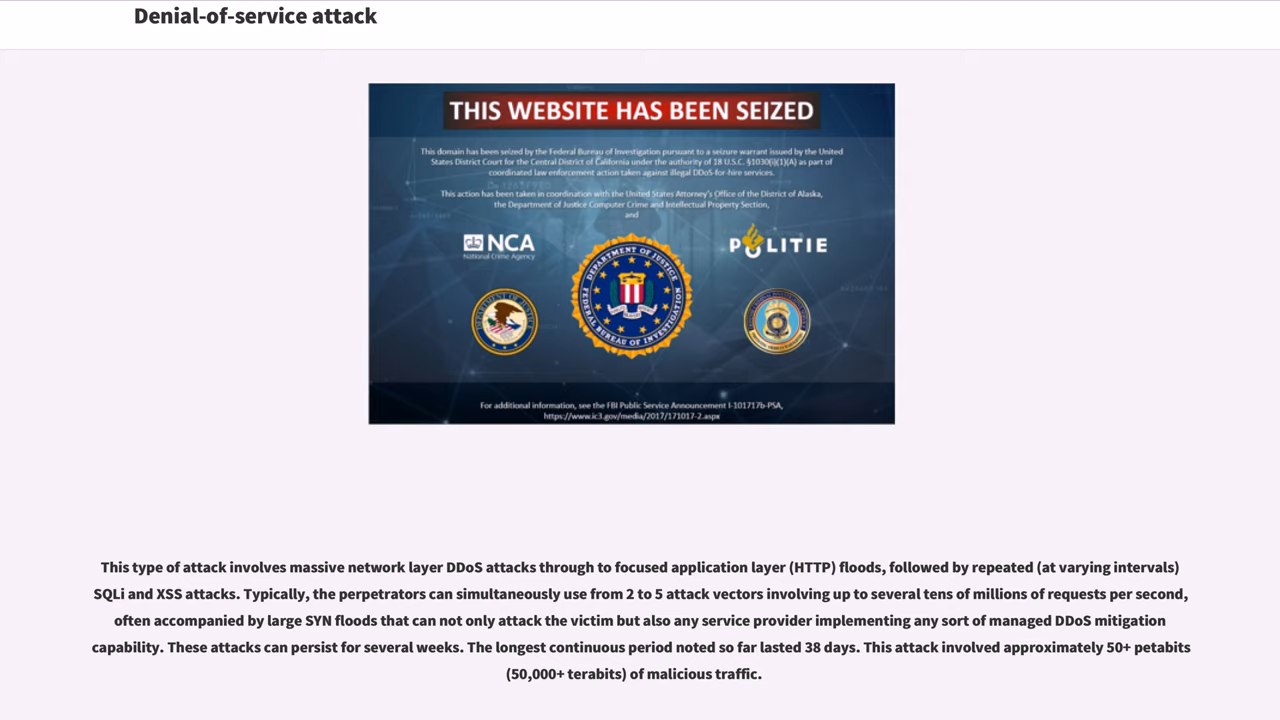 Denial-of-service attack
THIS WEBSITE HAS BEEN SEIZED
This domain has been seized by the Federal Bureau of Investigation pursuant to a seizure warrant issued by the United
States District Court for the Central District of California under the authority of 18 U.S.C. §1030(i)(1)(A) as part of
coordinated law enforcement action taken against illegal DDoS-for-hire services.
This action has been taken in coordination with the United States Attorney's Office of the District of Alaska,
the Department of Justice Computer Crime and Intellectual Property Section,
and
NCA
National Crime Agency
POLITIE
DEPARTMENT OF JUSTICE
FEDERAL BUREAU OF INVESTIGATION
DEPARTMENT OF JUSTICE
For additional information, see the FBI Public Service Announcement I-101717b-PSA,
https://www.ic3.gov/media/2017/171017-2.aspx
This type of attack involves massive network layer DDoS attacks through to focused application layer (HTTP) floods, followed by repeated (at varying intervals)
SQLi and XSS attacks. Typically, the perpetrators can simultaneously use from 2 to 5 attack vectors involving up to several tens of millions of requests per second,
often accompanied by large SYN floods that can not only attack the victim but also any service provider implementing any sort of managed DDoS mitigation
capability. These attacks can persist for several weeks. The longest continuous period noted so far lasted 38 days. This attack involved approximately 50+ petabits
(50,000+ terabits) of malicious traffic.